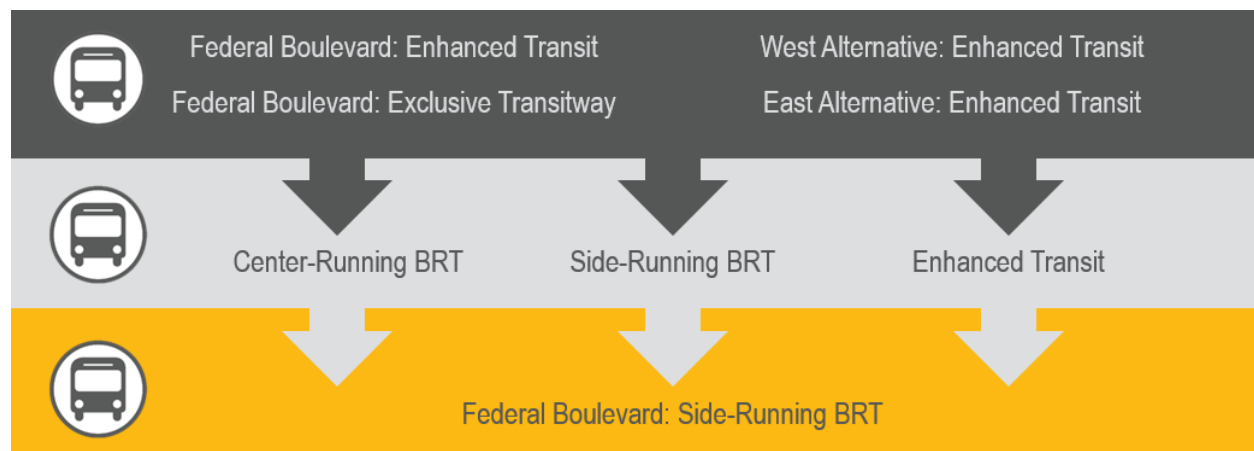 Federal Boulevard: Enhanced Transit
West Alternative: Enhanced Transit
Federal Boulevard: Exclusive Transitway
East Alternative: Enhanced Transit
Center-Running BRT
Side-Running BRT
Enhanced Transit
Federal Boulevard: Side-Running BRT